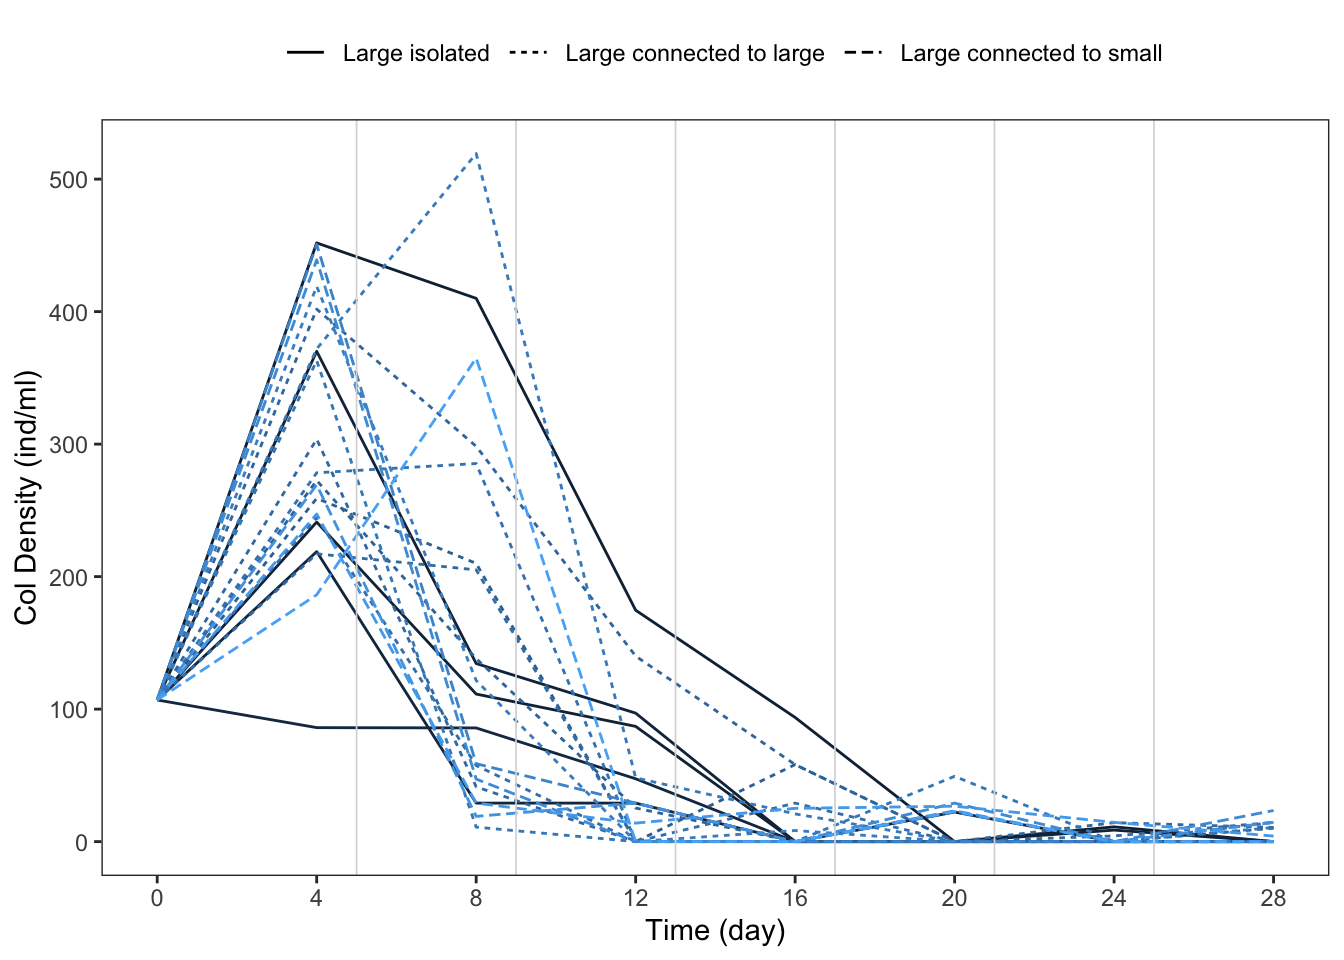 Large isolated Large connected to large Large connected to small
Col Density (ind/ml)
500
400
300
200
100
0
0 4 8 12 16 20 24 28
Time (day)